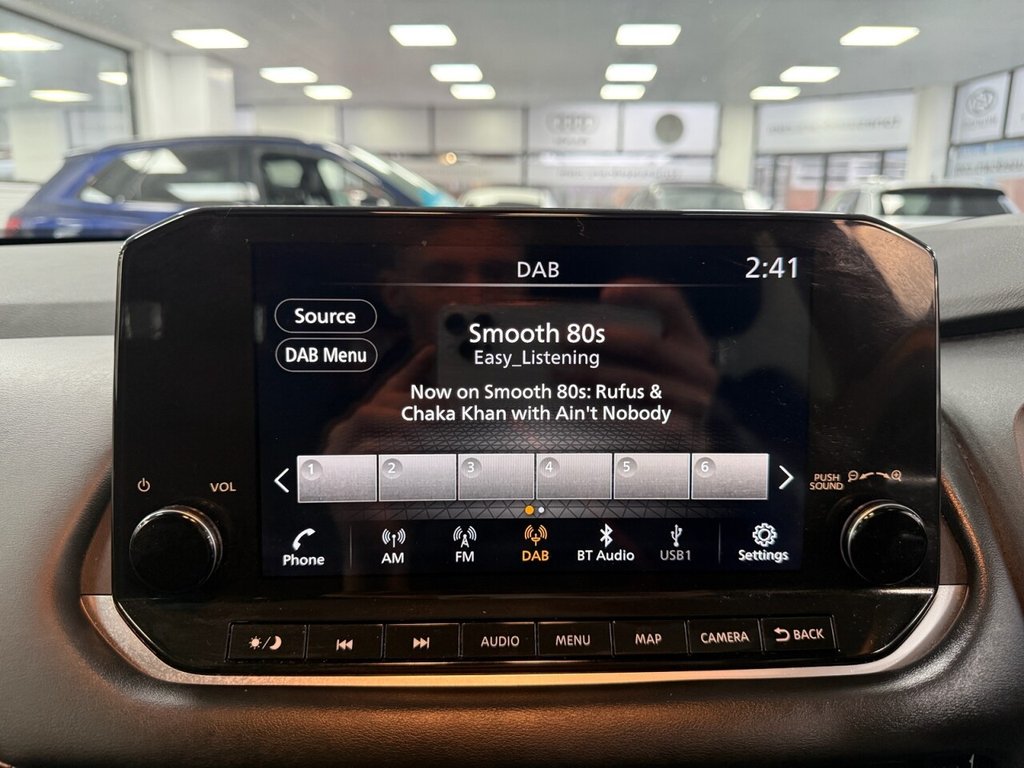 DAB
2:41
Source
DAB Menu
Smooth 80s
Easy_Listening
Now on Smooth 80s: Rufus &
Chaka Khan with Ain't Nobody
1 2 3 4 5 6
VOL
PUSH
SOUND
Phone
AM
FM
DAB
BT Audio
USB1
Settings
AUDIO
MENU
MAP
CAMERA
BACK